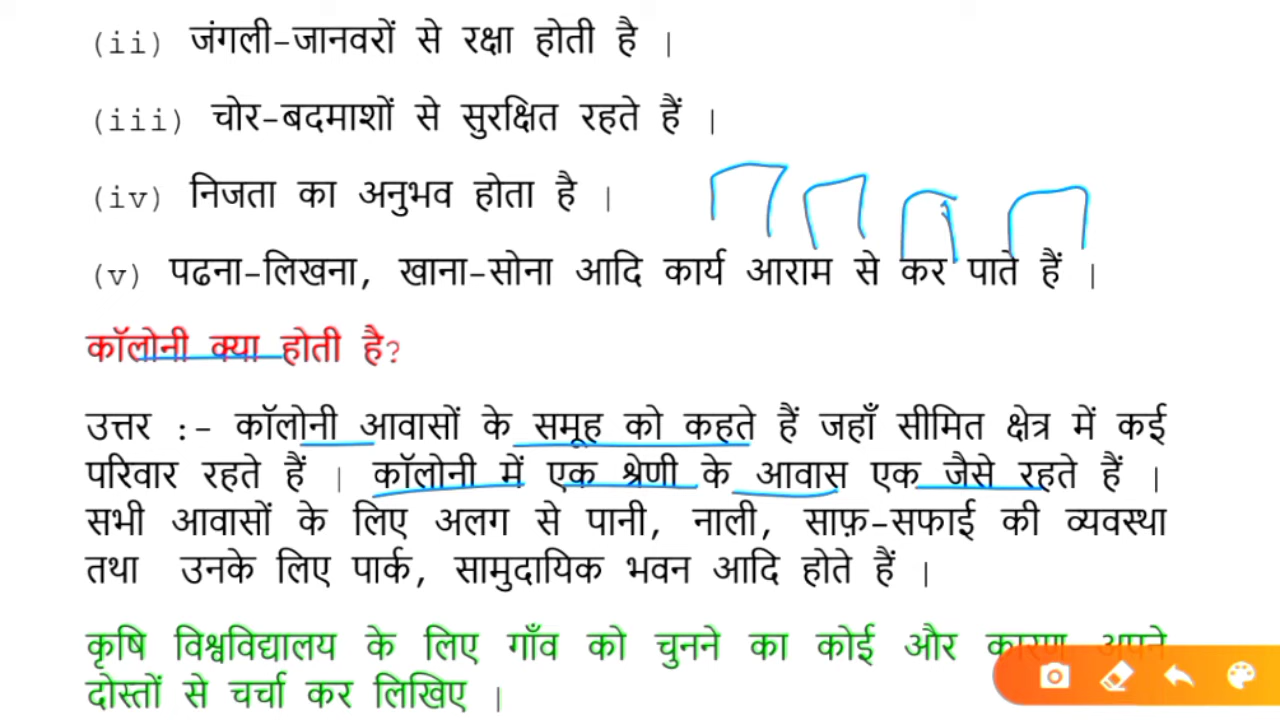 (ii) जंगली-जानवरों से रक्षा होती है ।
(iii) चोर-बदमाशों से सुरक्षित रहते हैं ।
(iv) निजता का अनुभव होता है ।
(v) पढना-लिखना, खाना-सोना आदि कार्य आराम से कर पाते हैं ।
कॉलोनी क्या होती है?
उत्तर :- कॉलोनी आवासों के समूह को कहते हैं जहाँ सीमित क्षेत्र में कई
परिवार रहते हैं । कॉलोनी में एक श्रेणी के आवास एक जैसे रहते हैं ।
सभी आवासों के लिए अलग से पानी, नाली, साफ़-सफाई की व्यवस्था
तथा उनके लिए पार्क, सामुदायिक भवन आदि होते हैं ।
कृषि विश्वविद्यालय के लिए गाँव को चुनने का कोई और कारण अपने
दोस्तों से चर्चा कर लिखिए ।